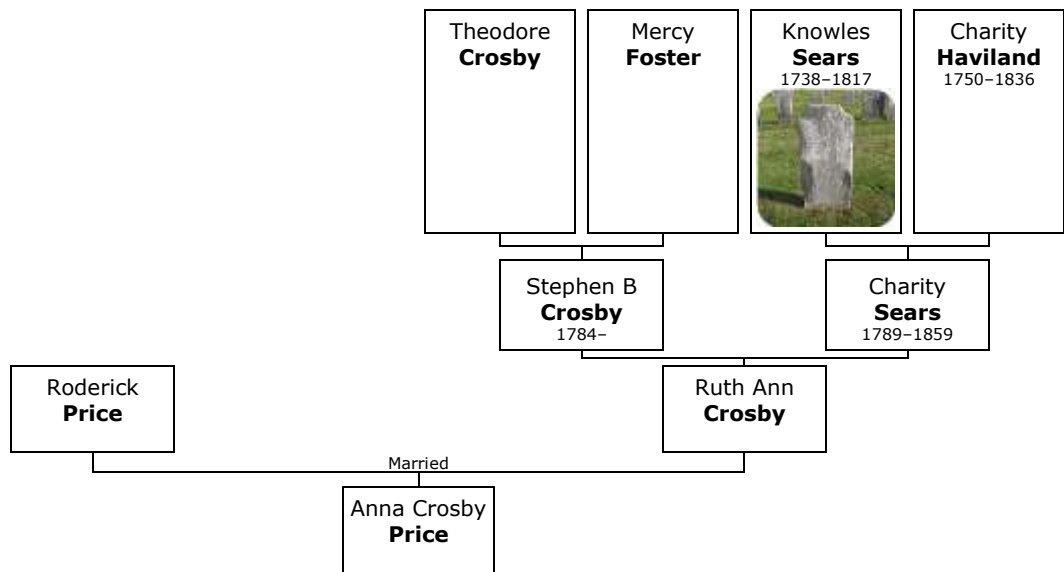 Theodore
Crosby
Mercy
Foster
Knowles
Sears
1738–1817
Charity
Haviland
1750–1836
Stephen B
Crosby
1784–
Charity
Sears
1789–1859
Roderick
Price
Ruth Ann
Crosby
Married
Anna Crosby
Price